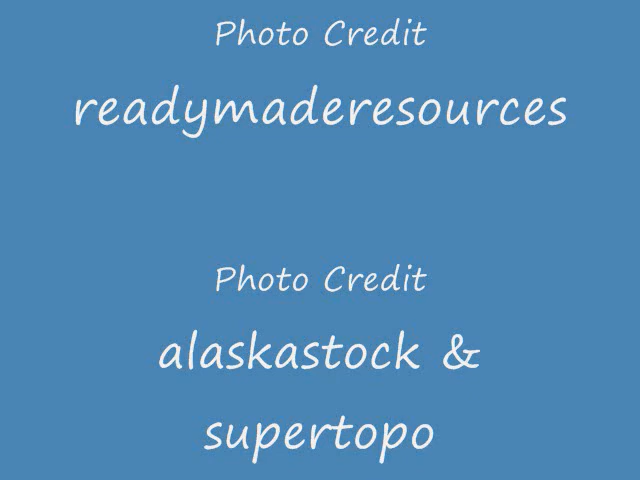 Photo Credit
readymaderesources
Photo Credit
alaskastock &
supertopo